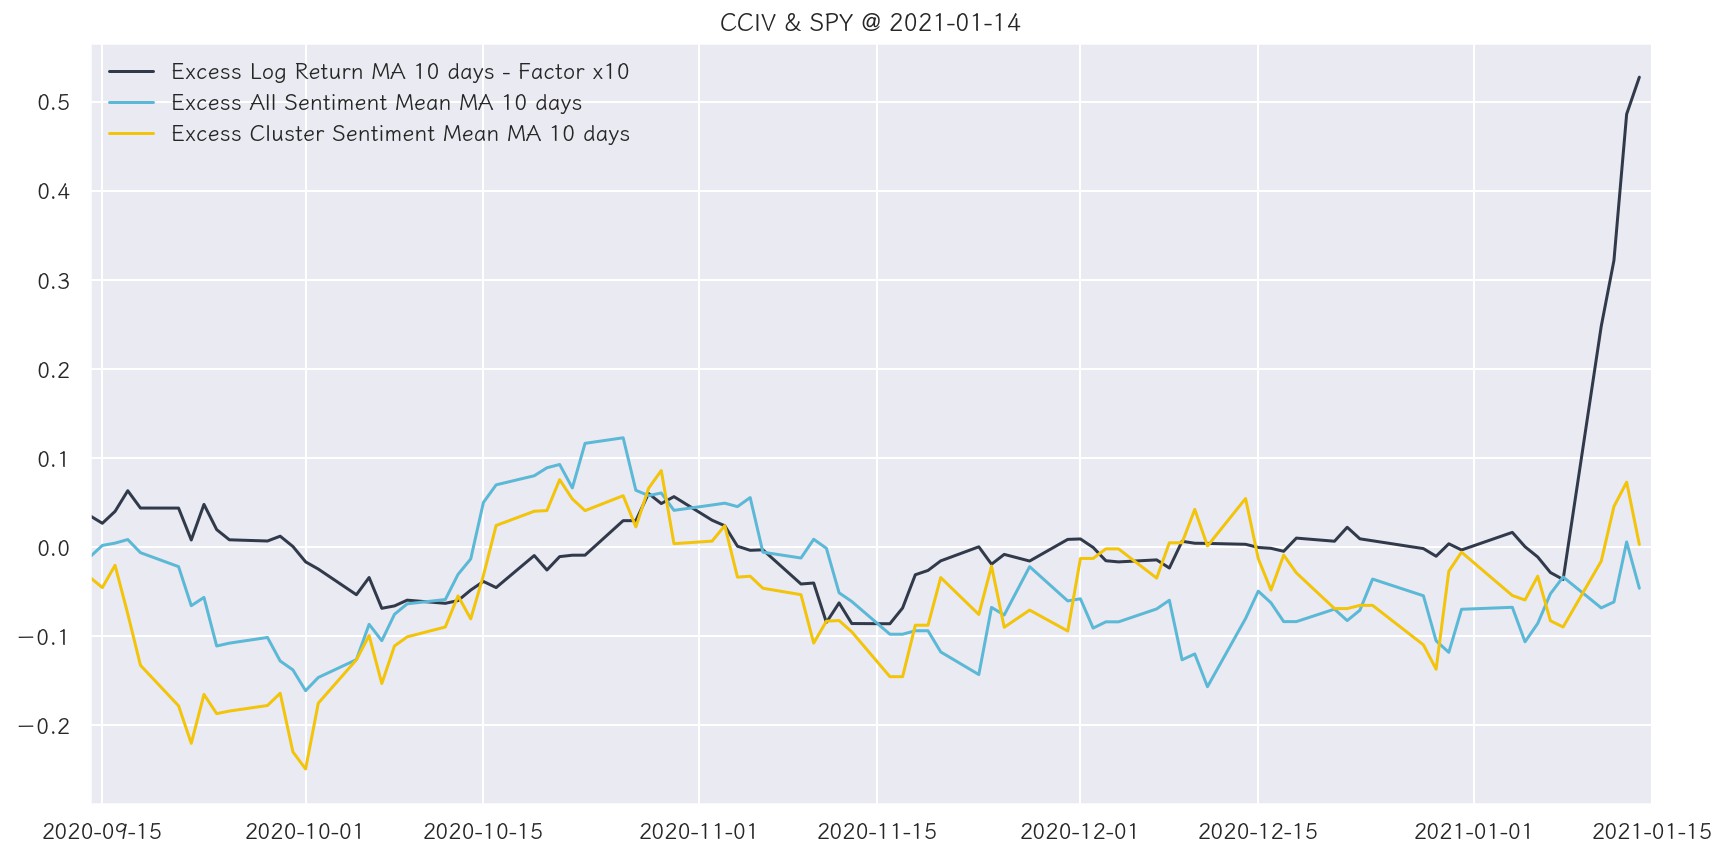 CCIV & SPY @ 2021-01-14
Excess Log Return MA 10 days - Factor x10
Excess All Sentiment Mean MA 10 days
Excess Cluster Sentiment Mean MA 10 days
0.5
0.4
0.3
0.2
0.1
0.0
−0.1
−0.2
2020-09-15 2020-10-01 2020-10-15 2020-11-01 2020-11-15 2020-12-01 2020-12-15 2021-01-01 2021-01-15